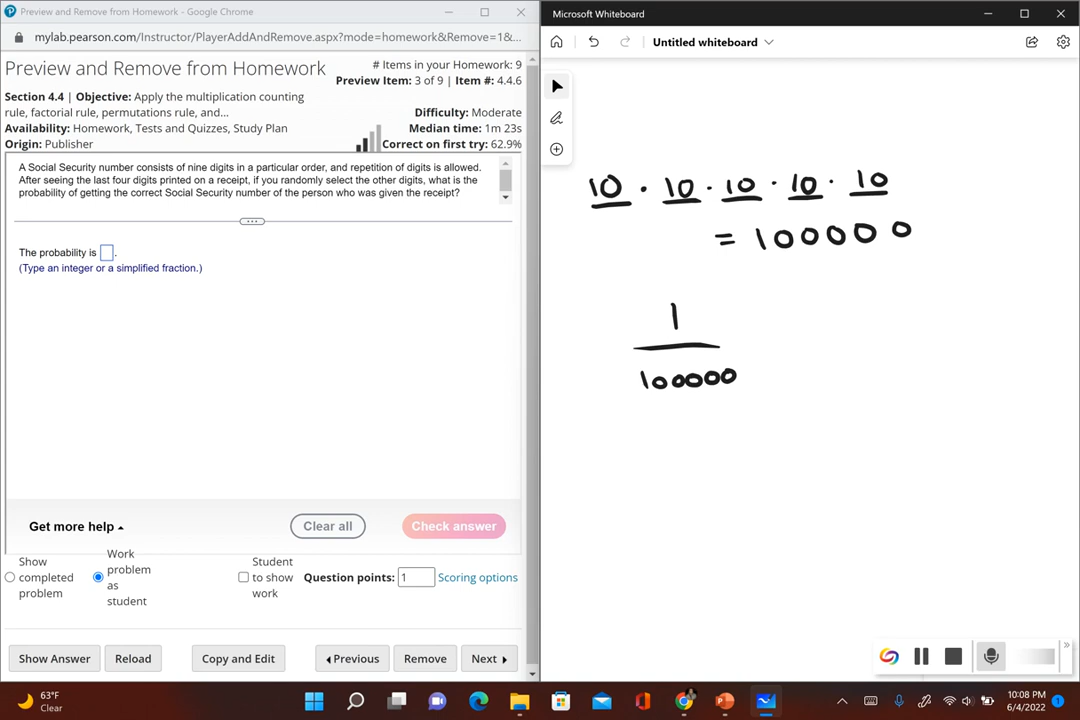 Preview and Remove from Homework - Google Chrome
mylab.pearson.com/Instructor/PlayerAddAndRemove.aspx?mode=homework&Remove=1&...
Preview and Remove from Homework
# Items in your Homework: 9
Preview Item: 3 of 9 | Item #: 4.4.6
Section 4.4 | Objective: Apply the multiplication counting
rule, factorial rule, permutations rule, and...
Availability: Homework, Tests and Quizzes, Study Plan
Origin: Publisher
Difficulty: Moderate
Median time: 1m 23s
Correct on first try: 62.9%
A Social Security number consists of nine digits in a particular order, and repetition of digits is allowed.
After seeing the last four digits printed on a receipt, if you randomly select the other digits, what is the
probability of getting the correct Social Security number of the person who was given the receipt?
The probability is .
(Type an integer or a simplified fraction.)
Get more help
Clear all
Check answer
Show
completed
problem
Work
problem
as
student
Student
to show
work
Question points: 1
Scoring options
Show Answer
Reload
Copy and Edit
Previous
Remove
Next
Microsoft Whiteboard
Untitled whiteboard
10 · 10 · 10 · 10 · 10
= 100000
1
100000
63°F
Clear
10:08 PM
6/4/2022
1